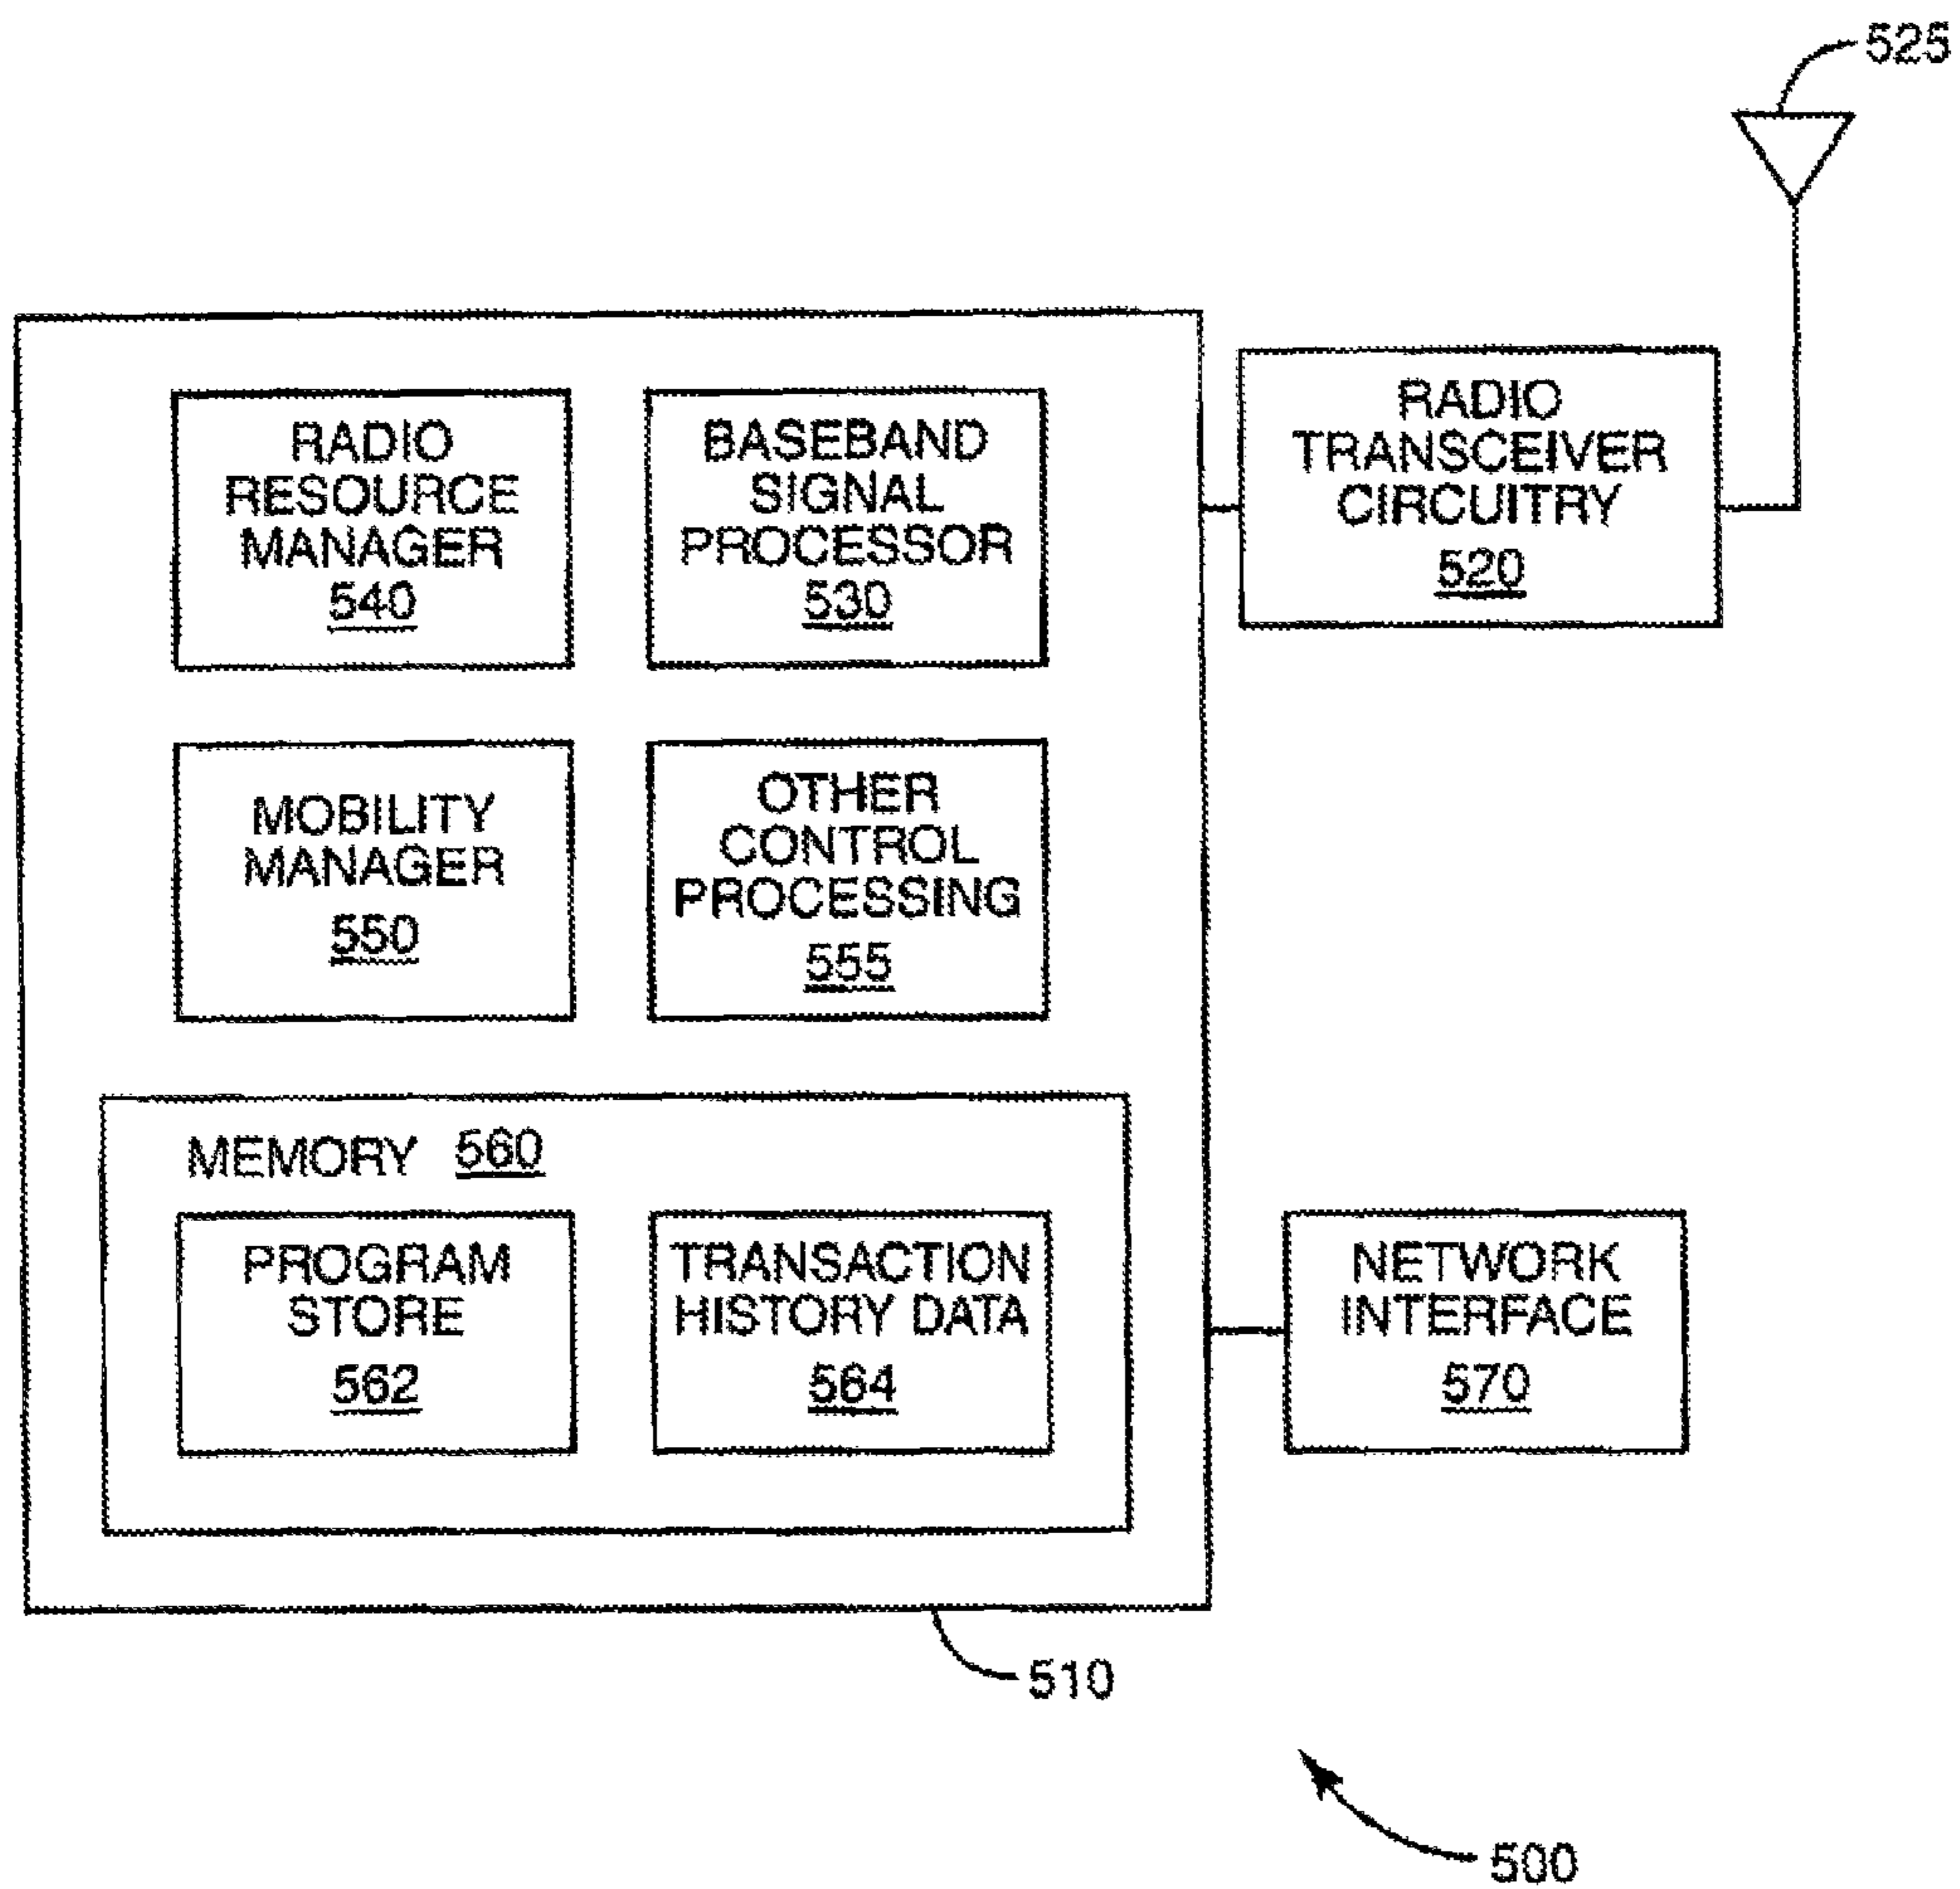 525
RADIO
RESOURCE
MANAGER
540
BASEBAND
SIGNAL
PROCESSOR
530
RADIO
TRANSCEIVER
CIRCUITRY
520
MOBILITY
MANAGER
550
OTHER
CONTROL
PROCESSING
555
MEMORY 560
PROGRAM
STORE
562
TRANSACTION
HISTORY DATA
564
NETWORK
INTERFACE
570
510
500